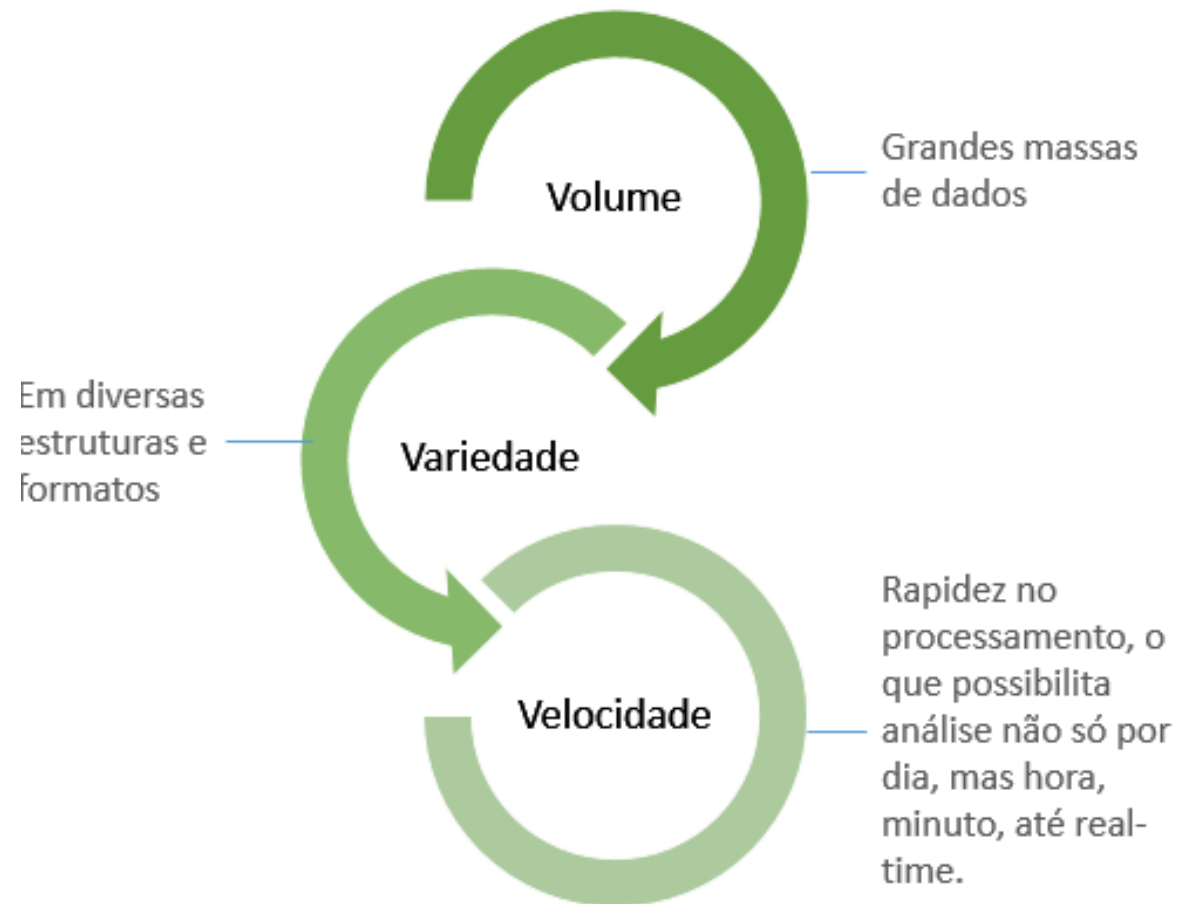 Volume
Grandes massas
de dados
Em diversas
estruturas e
formatos
Variedade
Velocidade
Rapidez no
processamento, o
que possibilita
análise não só por
dia, mas hora,
minuto, até real-
time.